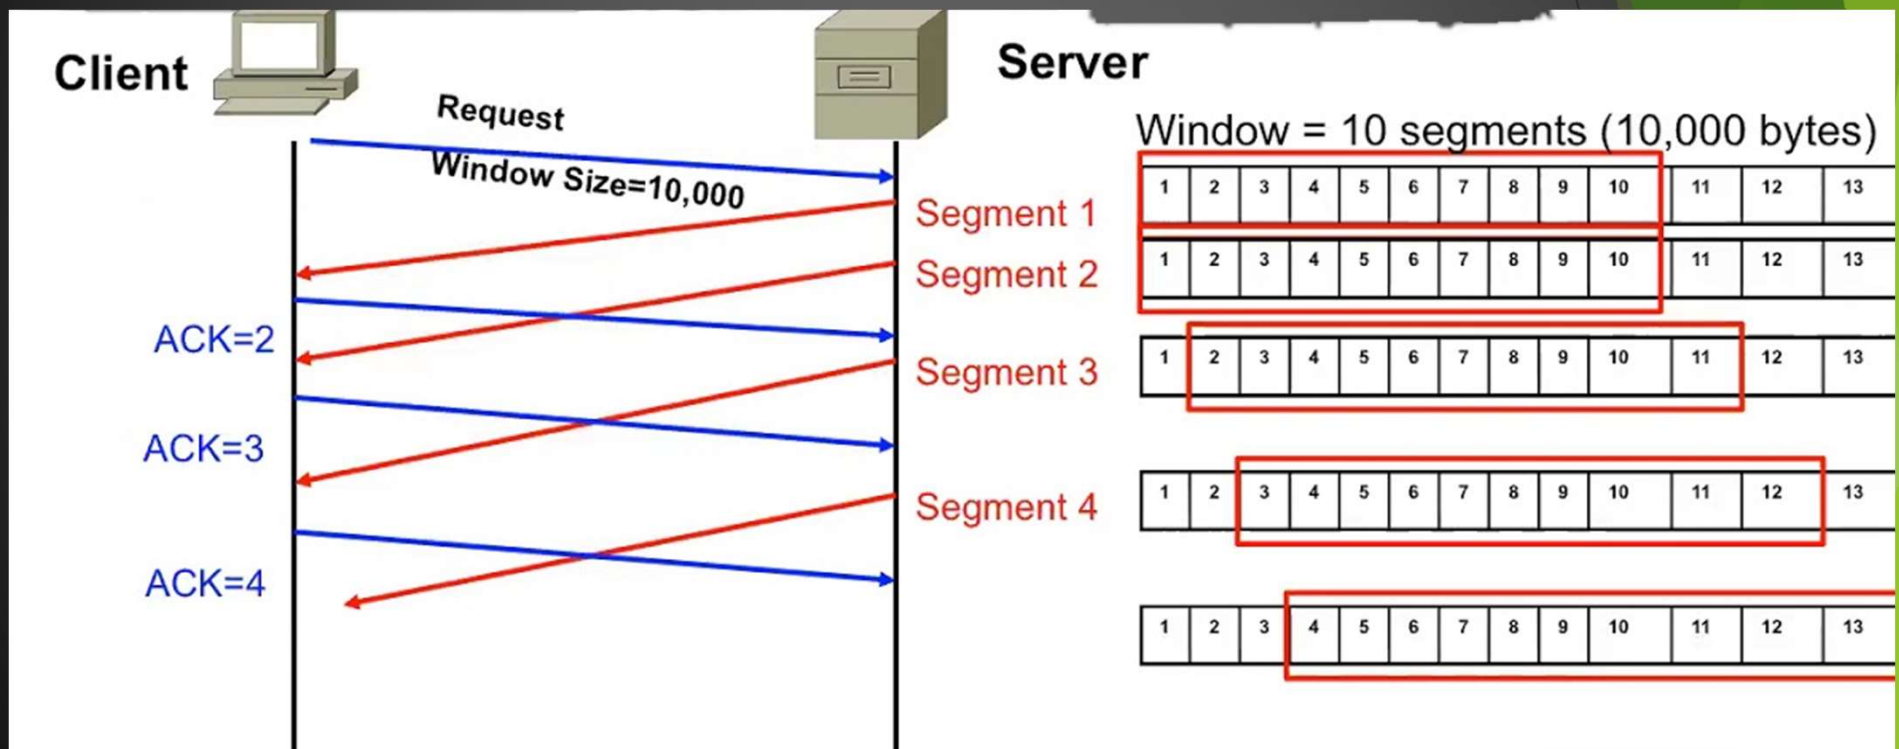 Client
Server
Request
Window Size=10,000
Window = 10 segments (10,000 bytes)
1 2 3 4 5 6 7 8 9 10 11 12 13
Segment 1
Segment 2
1 2 3 4 5 6 7 8 9 10 11 12 13
ACK=2
Segment 3
1 2 3 4 5 6 7 8 9 10 11 12 13
ACK=3
Segment 4
1 2 3 4 5 6 7 8 9 10 11 12 13
ACK=4
1 2 3 4 5 6 7 8 9 10 11 12 13